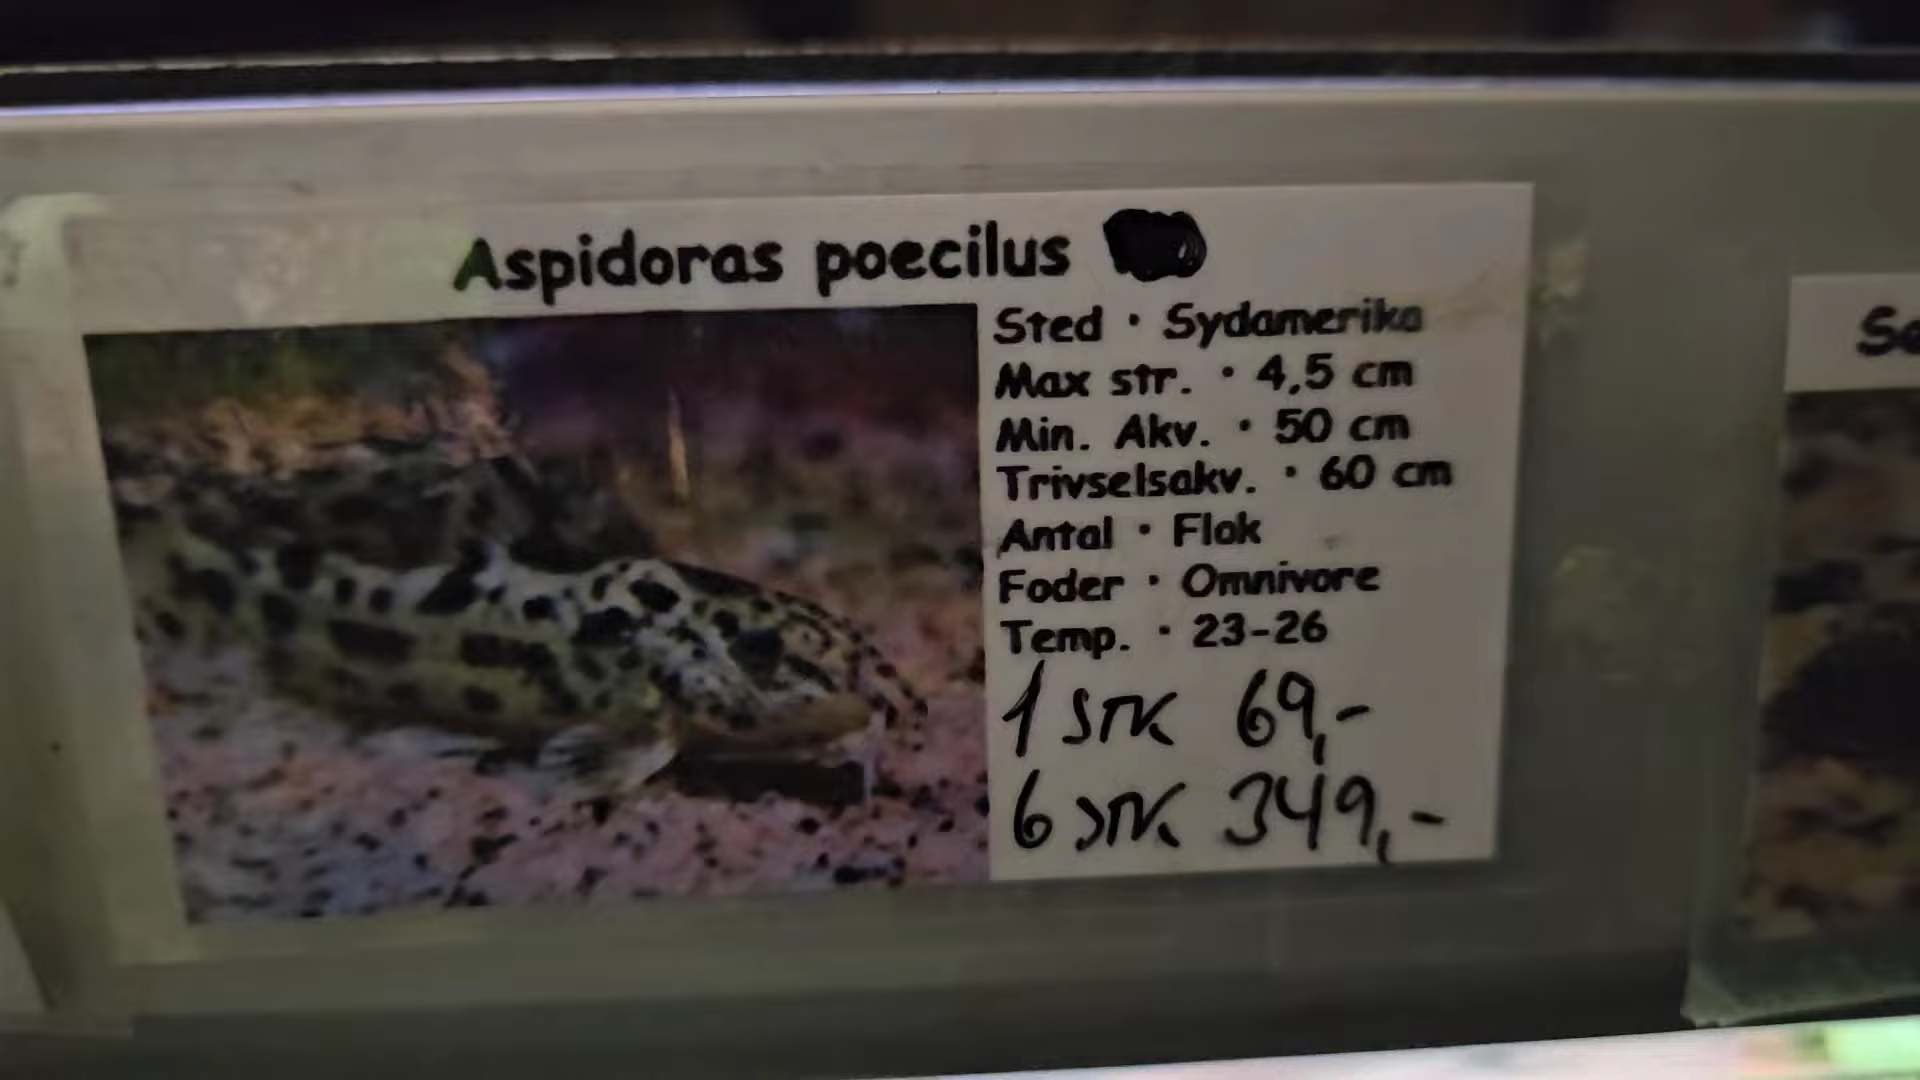 Aspidoras poecilus
Sted · Sydamerika
Max str. · 4,5 cm
Min. Akv. · 50 cm
Trivselsakv. · 60 cm
Antal · Flok
Foder · Omnivore
Temp. · 23-26
1 STK 69,-
6 STK 349,-